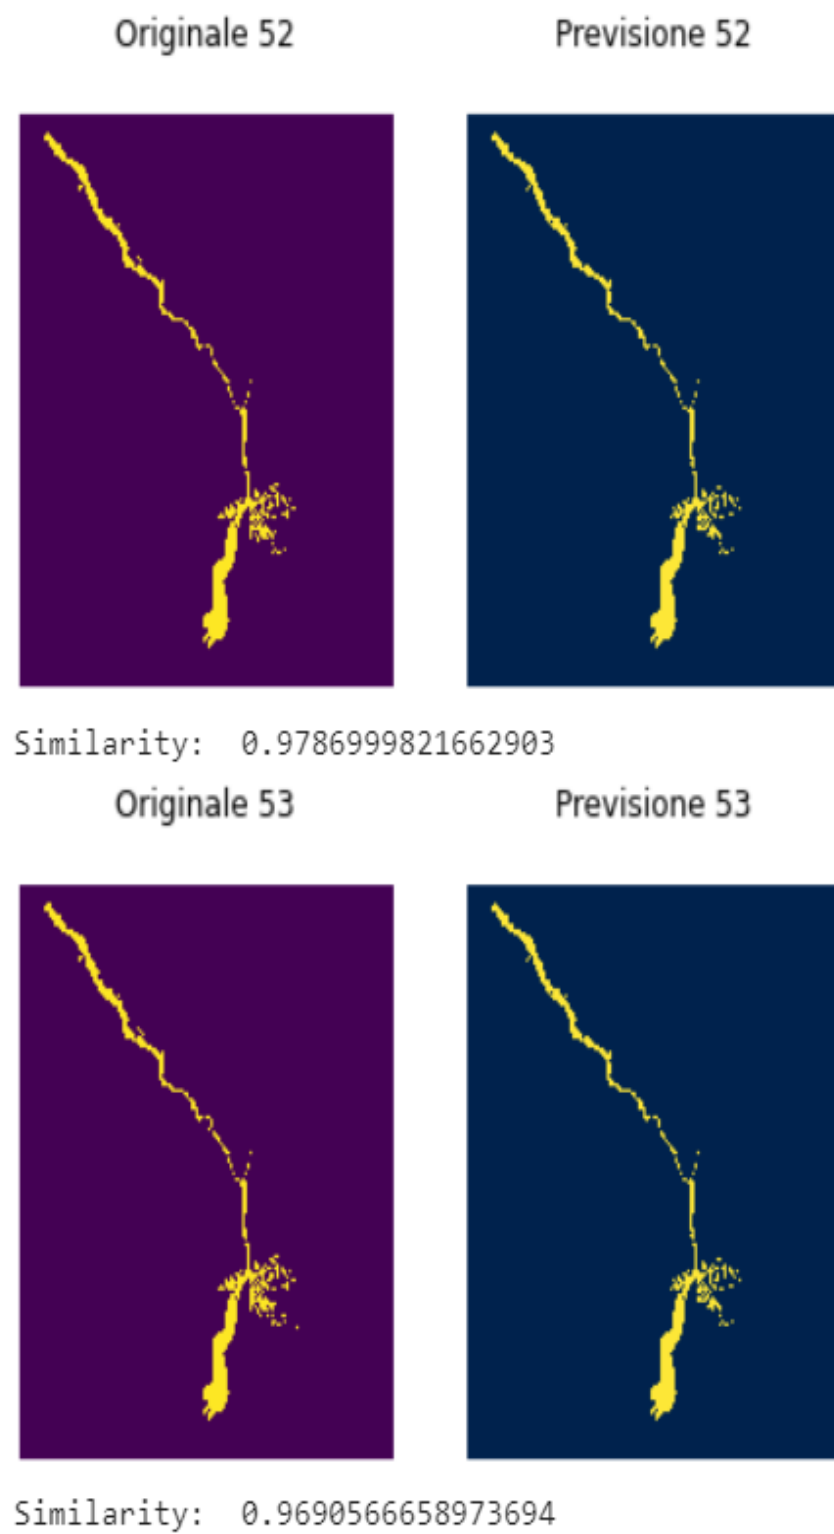 Originale 52 Previsione 52
Similarity: 0.9786999821662903
Originale 53 Previsione 53
Similarity: 0.9690566658973694